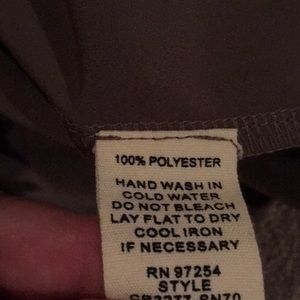 100% POLYESTER
HAND WASH IN
COLD WATER
DO NOT BLEACH
LAY FLAT TO DRY
COOL IRON
IF NECESSARY
RN 97254
STYLE